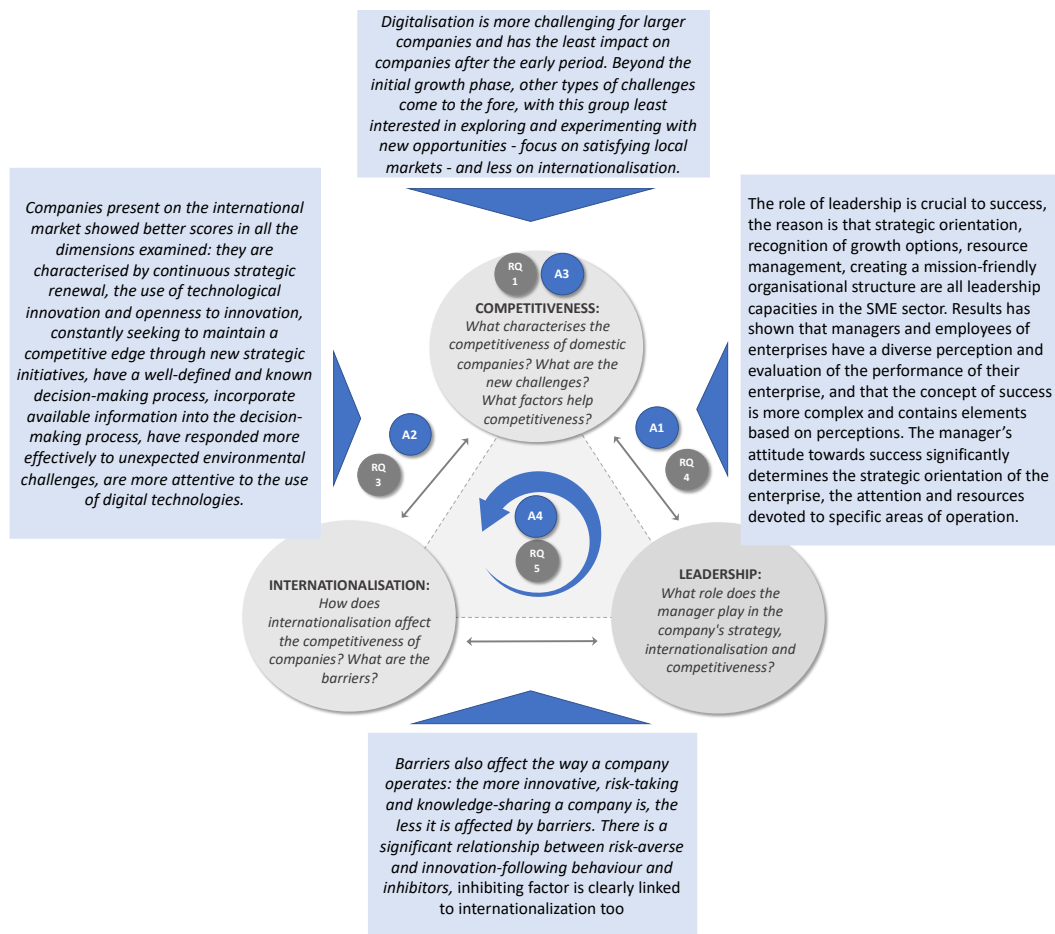 Digitalisation is more challenging for larger
companies and has the least impact on
companies after the early period. Beyond the
initial growth phase, other types of challenges
come to the fore, with this group least
interested in exploring and experimenting with
new opportunities - focus on satisfying local
markets - and less on internationalisation.
Companies present on the international
market showed better scores in all the
dimensions examined: they are
characterised by continuous strategic
renewal, the use of technological
innovation and openness to innovation,
constantly seeking to maintain a
competitive edge through new strategic
initiatives, have a well-defined and known
decision-making process, incorporate
available information into the decision-
making process, have responded more
effectively to unexpected environmental
challenges, are more attentive to the use
of digital technologies.
The role of leadership is crucial to success,
the reason is that strategic orientation,
recognition of growth options, resource
management, creating a mission-friendly
organisational structure are all leadership
capacities in the SME sector. Results has
shown that managers and employees of
enterprises have a diverse perception and
evaluation of the performance of their
enterprise, and that the concept of success
is more complex and contains elements
based on perceptions. The manager's
attitude towards success significantly
determines the strategic orientation of the
enterprise, the attention and resources
devoted to specific areas of operation.
RQ
1
A3
COMPETITIVENESS:
What characterises the
competitiveness of domestic
companies? What are the
new challenges?
What factors help
competitiveness?
A2
RQ
3
A1
RQ
4
A4
RQ
5
INTERNATIONALISATION:
How does
internationalisation affect
the competitiveness of
companies? What are the
barriers?
LEADERSHIP:
What role does the
manager play in the
company's strategy,
internationalisation and
competitiveness?
Barriers also affect the way a company
operates: the more innovative, risk-taking
and knowledge-sharing a company is, the
less it is affected by barriers. There is a
significant relationship between risk-averse
and innovation-following behaviour and
inhibitors, inhibiting factor is clearly linked
to internationalization too